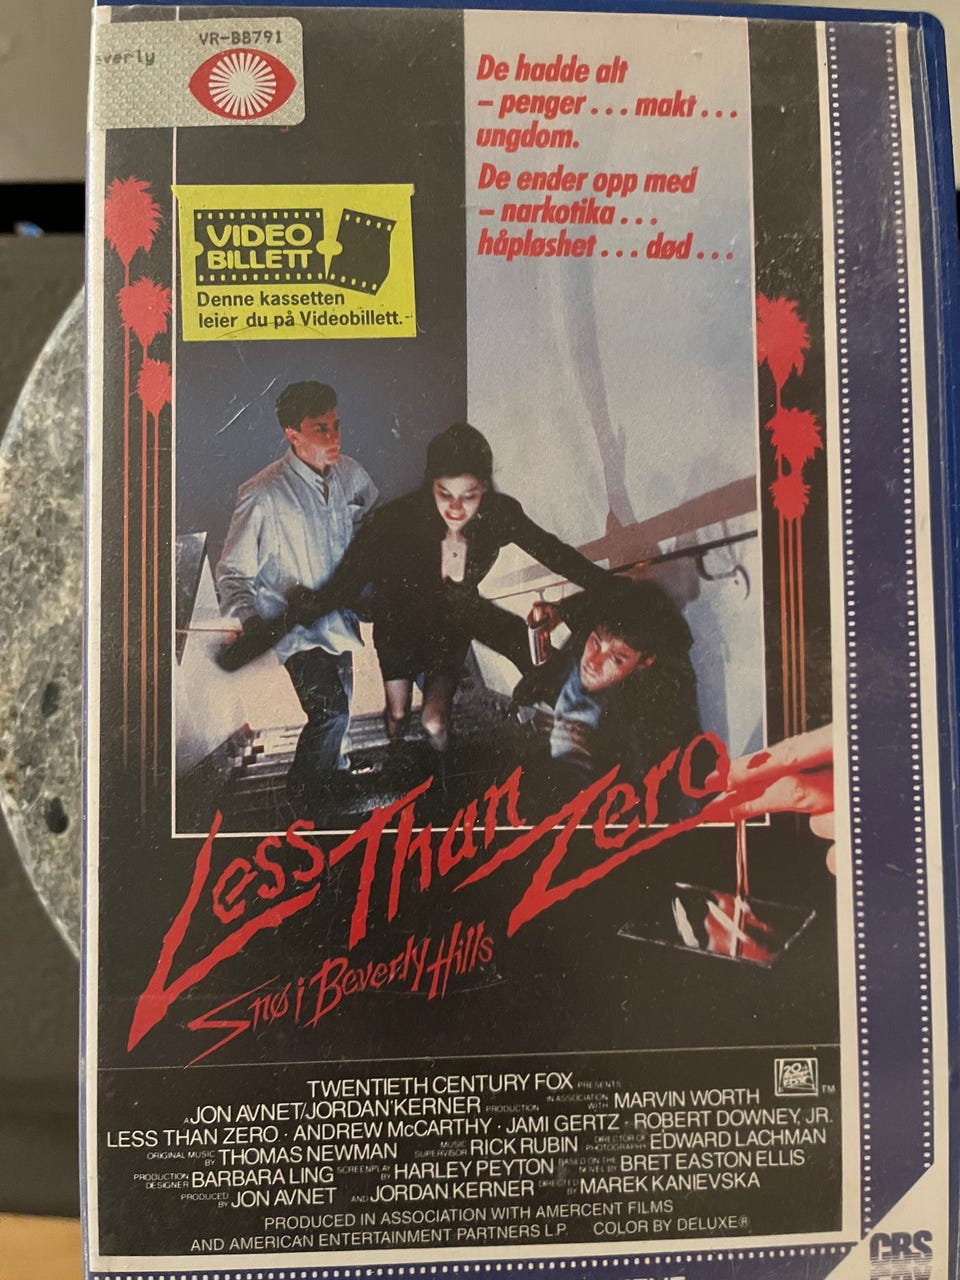 VR-B8791
everly
De hadde alt
– penger . . . makt . . .
ungdom.
De ender opp med
– narkotika . . .
håpløshet . . . død . . .
VIDEO
BILLETT
Denne kassetten
leier du på Videobillett.-
Less Than Zero
Snø i Beverly Hills
20th
Century
Fox
TM
TWENTIETH CENTURY FOX PRESENTS
A JON AVNET/JORDAN KERNER PRODUCTION IN ASSOCIATION WITH MARVIN WORTH
LESS THAN ZERO · ANDREW McCARTHY · JAMI GERTZ · ROBERT DOWNEY, JR.
ORIGINAL MUSIC BY THOMAS NEWMAN MUSIC SUPERVISOR RICK RUBIN DIRECTOR OF PHOTOGRAPHY EDWARD LACHMAN
PRODUCTION DESIGNER BARBARA LING SCREENPLAY BY HARLEY PEYTON BASED ON THE NOVEL BY BRET EASTON ELLIS
PRODUCED BY JON AVNET AND JORDAN KERNER DIRECTED BY MAREK KANIEVSKA
PRODUCED IN ASSOCIATION WITH AMERCENT FILMS
AND AMERICAN ENTERTAINMENT PARTNERS L.P. COLOR BY DELUXE®
CBS